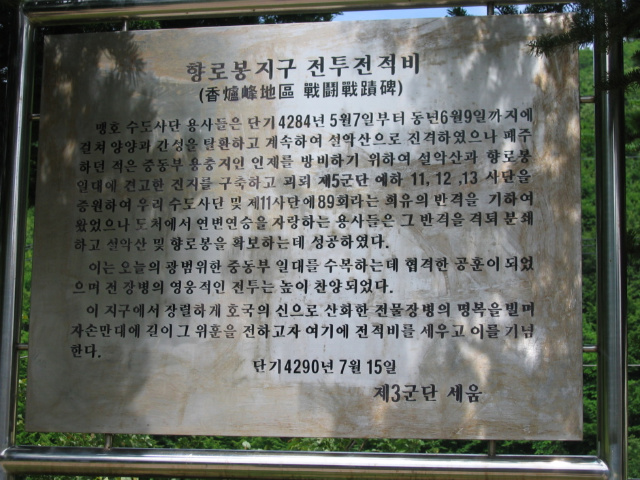 향로봉지구 전투전적비
(香爐峰地區 戰鬪戰蹟碑)
맹호 수도사단 용사들은 단기4284년 5월7일부터 동년6월9일까지에
걸쳐 양양과 간성을 탈환하고 계속하여 설악산으로 진격하였으나 패주
하던 적은 중동부 용충지인 인제를 방비하기 위하여 설악산과 향로봉
일대에 견고한 진지를 구축하고 괴뢰 제5군단 예하 11, 12 ,13 사단을
증원하여 우리 수도사단 및 제11사단에89회라는 희유의 반격을 기하여
왔었으나 도처에서 연변연승을 자랑하는 용사들은 그 반격을 격퇴 분쇄
하고 설악산 및 향로봉을 확보하는데 성공하였다.
이는 오늘의 광범위한 중동부 일대를 수복하는데 협격한 공훈이 되었
으며 전 장병의 영웅적인 전투는 높이 찬양되었다.
이 지구에서 장렬하게 호국의 신으로 산화한 전몰장병의 명복을 빌며
자손만대에 길이 그 위훈을 전하고자 여기에 전적비를 세우고 이를 기념
한다.
단기4290년 7월 15일
제3군단 세움